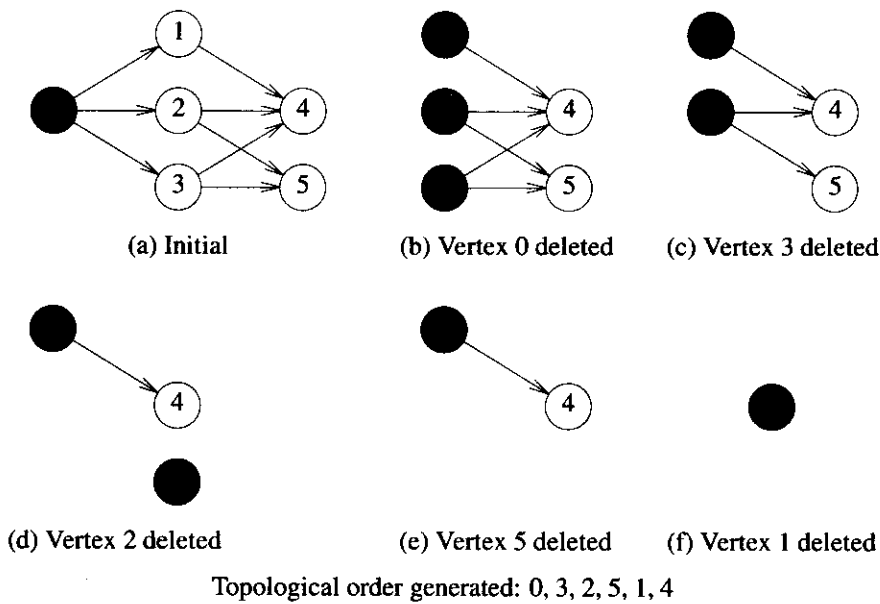 1
2 4
3 5
(a) Initial
4
5
(b) Vertex 0 deleted
4
5
(c) Vertex 3 deleted
4
(d) Vertex 2 deleted
4
(e) Vertex 5 deleted
(f) Vertex 1 deleted
Topological order generated: 0, 3, 2, 5, 1, 4